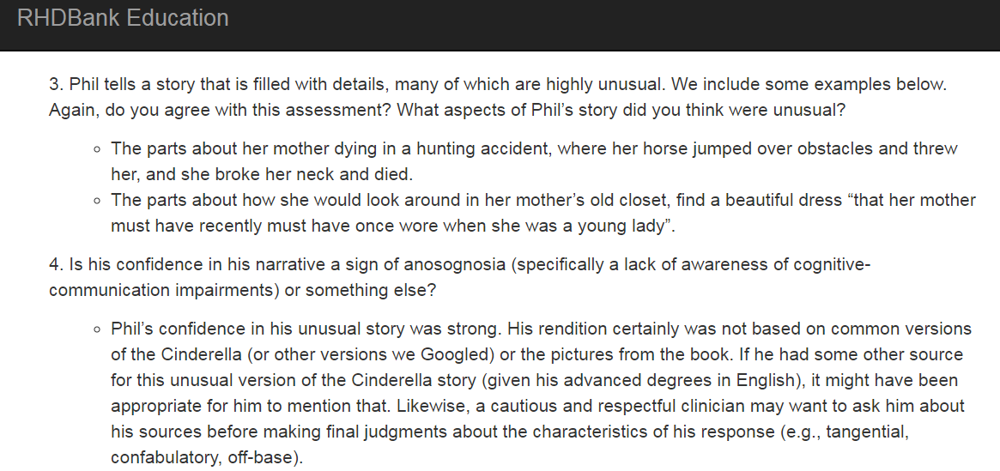 RHDBank Education
3. Phil tells a story that is filled with details, many of which are highly unusual. We include some examples below.
Again, do you agree with this assessment? What aspects of Phil's story did you think were unusual?
The parts about her mother dying in a hunting accident, where her horse jumped over obstacles and threw
her, and she broke her neck and died.
The parts about how she would look around in her mother's old closet, find a beautiful dress “that her mother
must have recently must have once wore when she was a young lady”.
4. Is his confidence in his narrative a sign of anosognosia (specifically a lack of awareness of cognitive-
communication impairments) or something else?
Phil's confidence in his unusual story was strong. His rendition certainly was not based on common versions
of the Cinderella (or other versions we Googled) or the pictures from the book. If he had some other source
for this unusual version of the Cinderella story (given his advanced degrees in English), it might have been
appropriate for him to mention that. Likewise, a cautious and respectful clinician may want to ask him about
his sources before making final judgments about the characteristics of his response (e.g., tangential,
confabulatory, off-base).